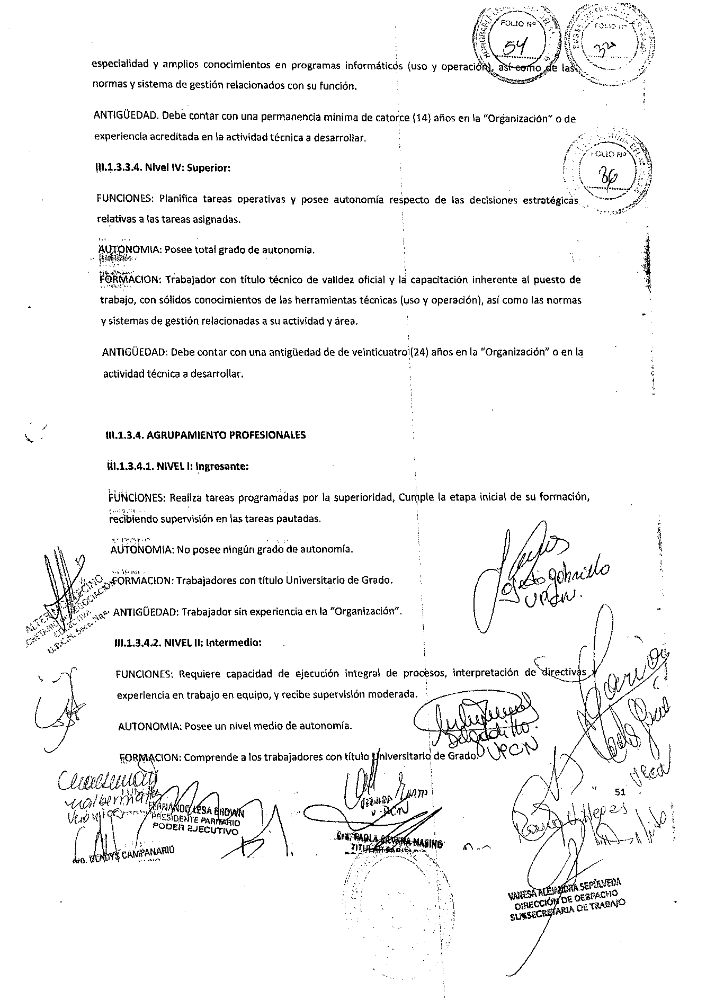 FOLIO Nº
54
FOLIO Nº
especialidad y amplios conocimientos en programas informáticos (uso y operación), así como de las
normas y sistema de gestión relacionados con su función.
ANTIGÜEDAD. Debe contar con una permanencia mínima de catorce (14) años en la "Organización" o de
experiencia acreditada en la actividad técnica a desarrollar.
FOLIO Nº
36
III.1.3.3.4. Nivel IV: Superior:
FUNCIONES: Planifica tareas operativas y posee autonomía respecto de las decisiones estratégicas
relativas a las tareas asignadas.
AUTONOMIA: Posee total grado de autonomía.
FORMACION: Trabajador con título técnico de validez oficial y la capacitación inherente al puesto de
trabajo, con sólidos conocimientos de las herramientas técnicas (uso y operación), así como las normas
y sistemas de gestión relacionadas a su actividad y área.
ANTIGÜEDAD: Debe contar con una antigüedad de de veinticuatro (24) años en la "Organización" o en la
actividad técnica a desarrollar.
III.1.3.4. AGRUPAMIENTO PROFESIONALES
III.1.3.4.1. NIVEL I: Ingresante:
FUNCIONES: Realiza tareas programadas por la superioridad, Cumple la etapa inicial de su formación,
recibiendo supervisión en las tareas pautadas.
AUTONOMIA: No posee ningún grado de autonomía.
FORMACION: Trabajadores con título Universitario de Grado.
UPCN.
ANTIGÜEDAD: Trabajador sin experiencia en la "Organización".
III.1.3.4.2. NIVEL II: Intermedio:
FUNCIONES: Requiere capacidad de ejecución integral de procesos, interpretación de directivas y
experiencia en trabajo en equipo, y recibe supervisión moderada.
AUTONOMIA: Posee un nivel medio de autonomía.
Delgadillo.
UPCN
FORMACION: Comprende a los trabajadores con título Universitario de Grado.
UPCN
51
Verónica
FERNANDO LESA BROWN
PRESIDENTE PARITARIO
PODER EJECUTIVO
UPCN
Cra. PAOLA SILVANA MASINO
TITULAR
GLADYS CAMPANARIO
VANESA ALEJANDRA SEPÚLVEDA
DIRECCIÓN DE DESPACHO
SUBSECRETARIA DE TRABAJO